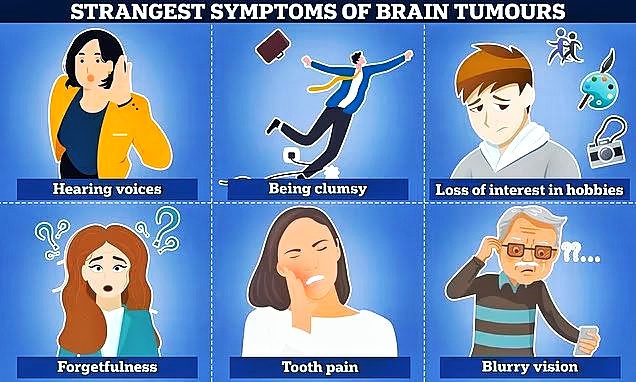 STRANGEST SYMPTOMS OF BRAIN TUMOURS
Hearing voices
Being clumsy
Loss of interest in hobbies
? ? ?
??...
Forgetfulness
Tooth pain
Blurry vision